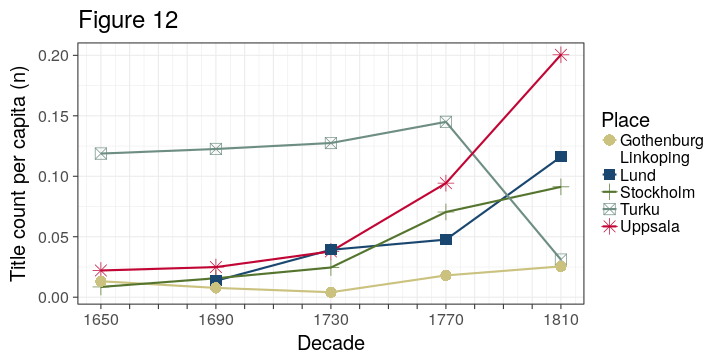 Figure 12
Title count per capita (n)
0.20
0.15
0.10
0.05
0.00
1650 1690 1730 1770 1810
Decade
Place
Gothenburg
Linkoping
Lund
Stockholm
Turku
Uppsala